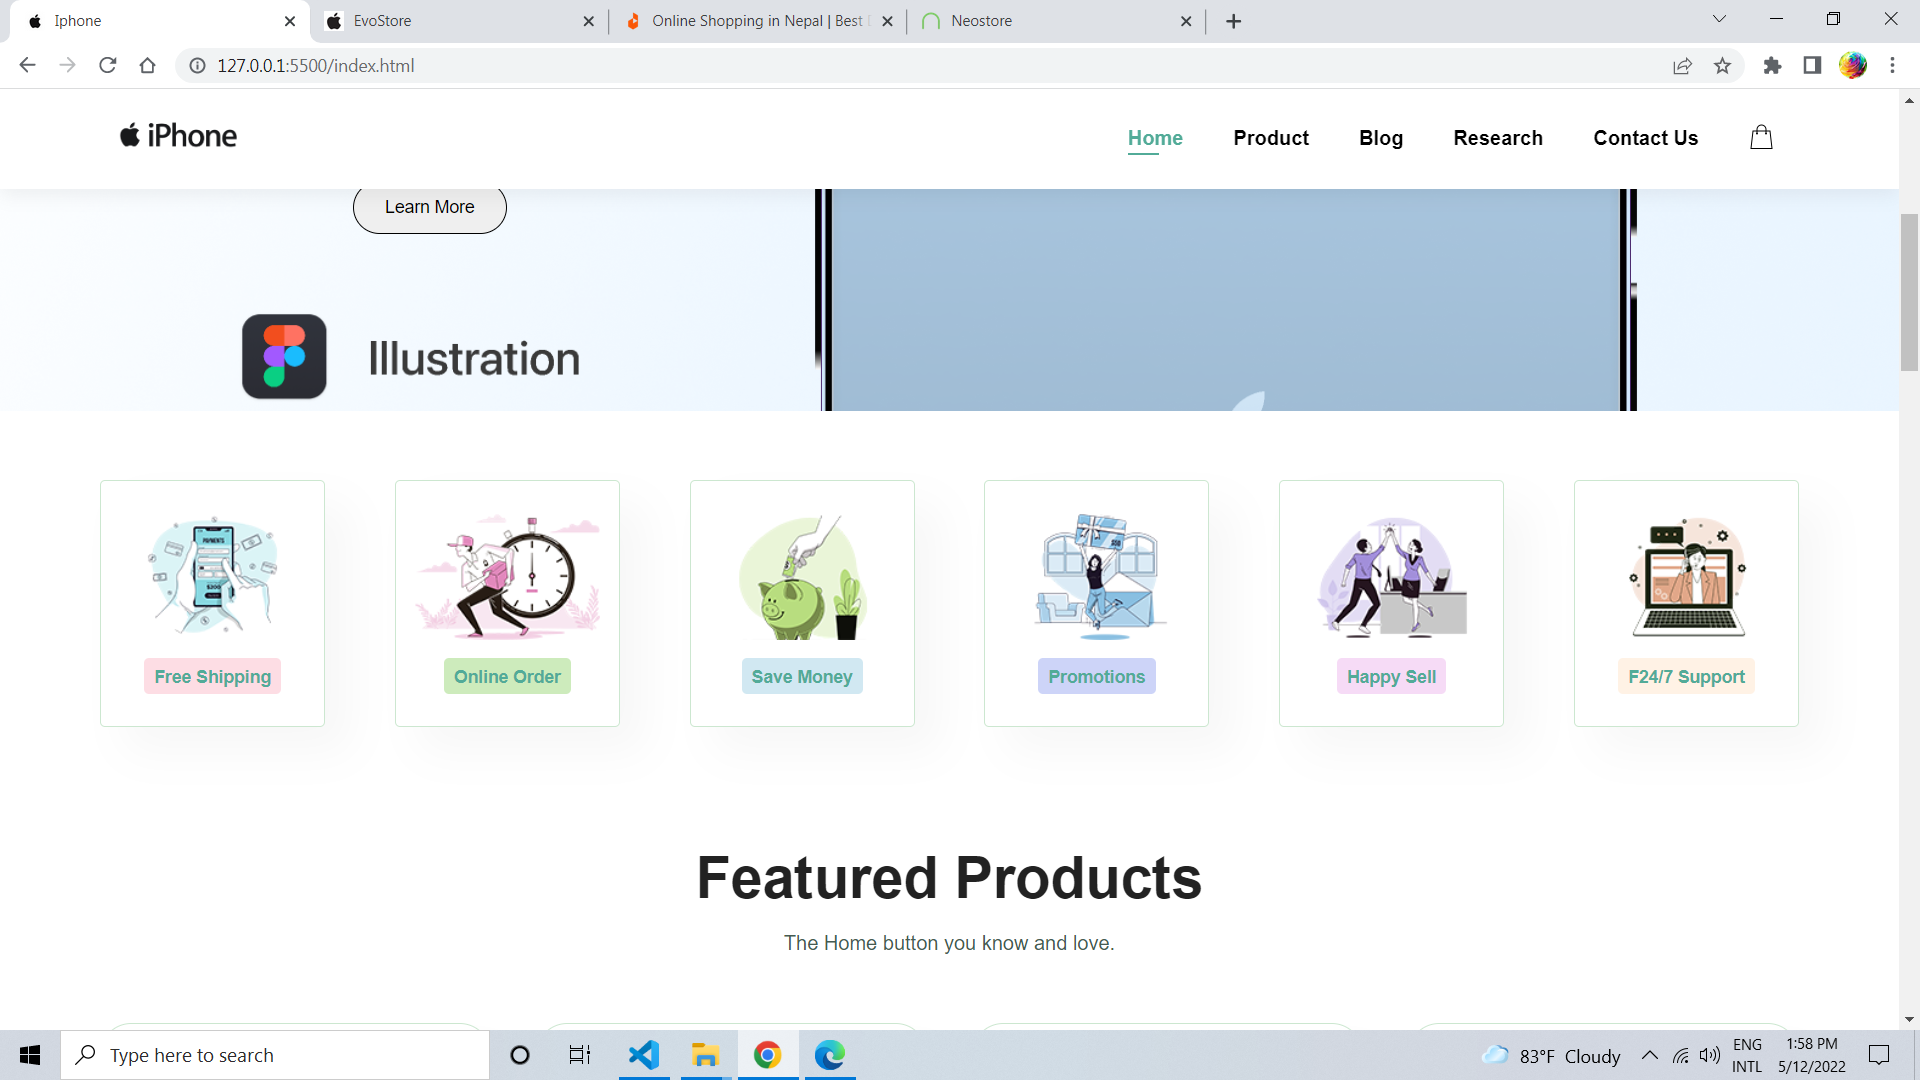 Iphone
EvoStore
Online Shopping in Nepal | Best
Neostore
127.0.0.1:5500/index.html
iPhone
Home
Product
Blog
Research
Contact Us
Learn More
Illustration
PAYMENTS
Free Shipping
Online Order
Save Money
Promotions
Happy Sell
F24/7 Support
Featured Products
The Home button you know and love.
Type here to search
83°F Cloudy
ENG
INTL
1:58 PM
5/12/2022